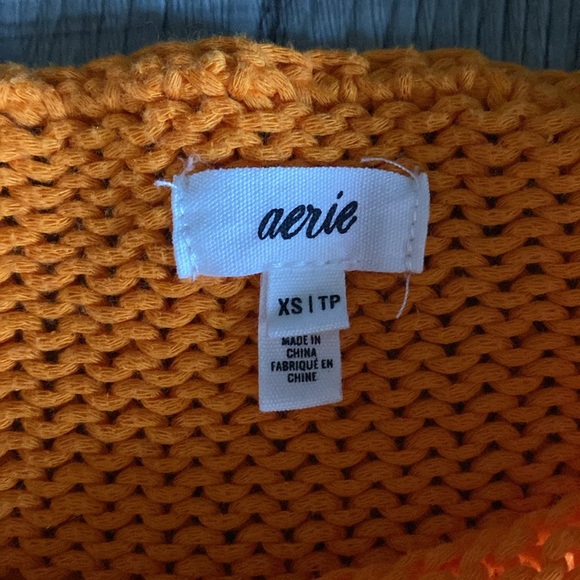 aerie
XS | TP
MADE IN
CHINA
FABRIQUÉ EN
CHINE